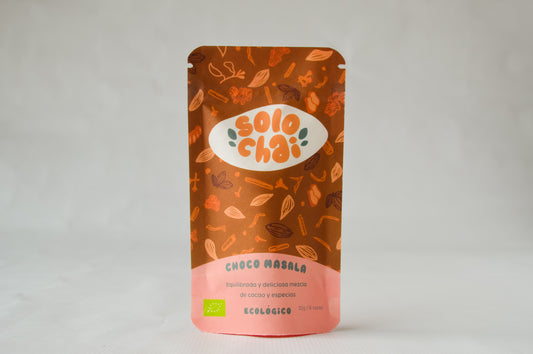 solo
chai
CHOCO MASALA
Equilibrada y deliciosa mezcla
de cacao y especias
ECOLÓGICO